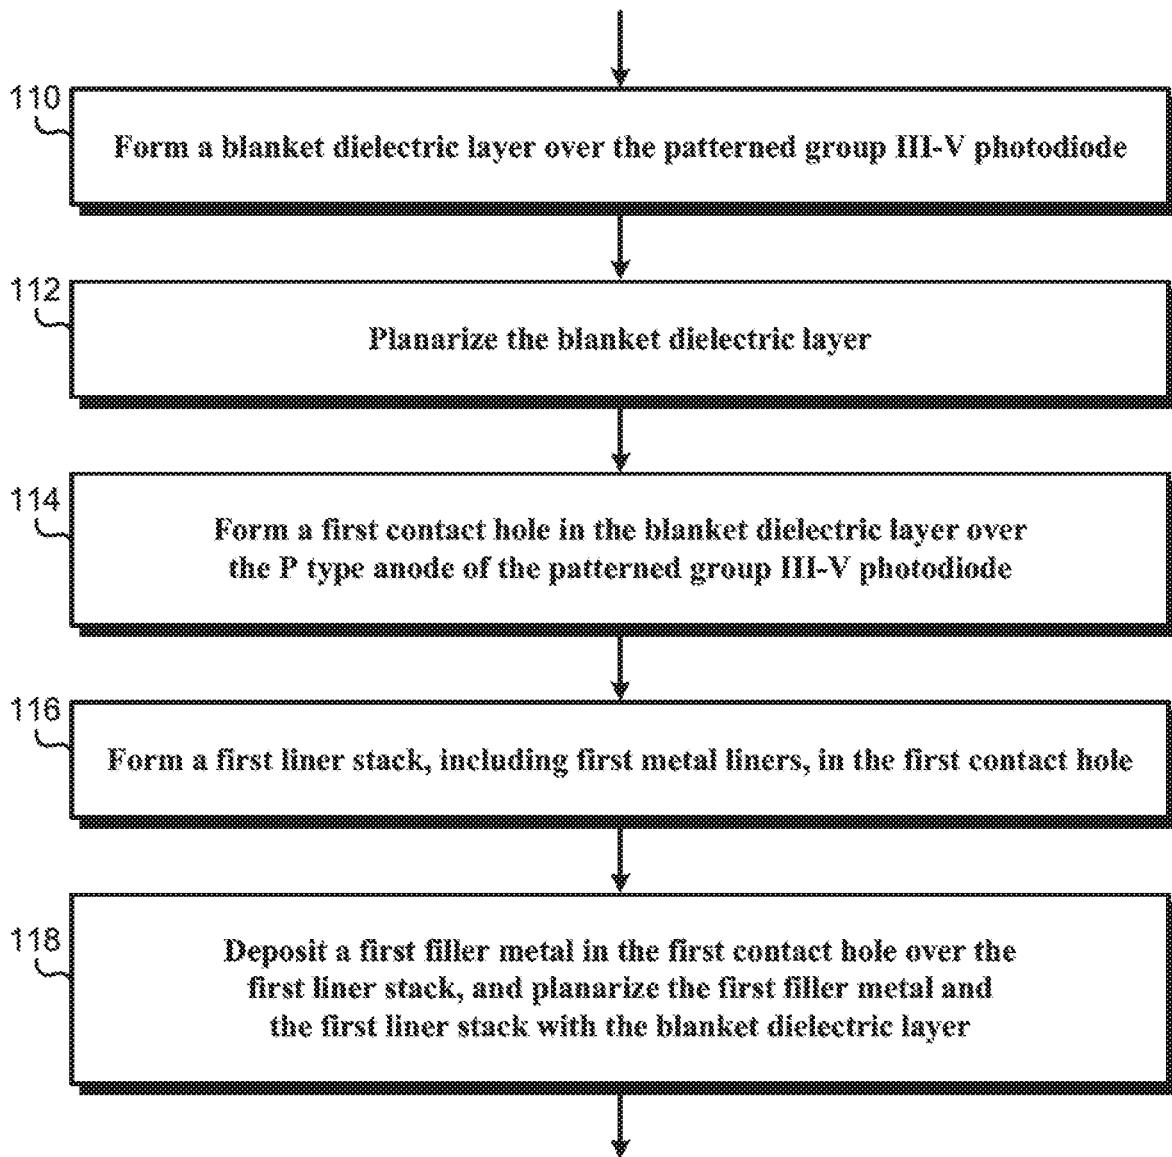 110
Form a blanket dielectric layer over the patterned group III-V photodiode
112
Planarize the blanket dielectric layer
114
Form a first contact hole in the blanket dielectric layer over
the P type anode of the patterned group III-V photodiode
116
Form a first liner stack, including first metal liners, in the first contact hole
118
Deposit a first filler metal in the first contact hole over the
first liner stack, and planarize the first filler metal and
the first liner stack with the blanket dielectric layer